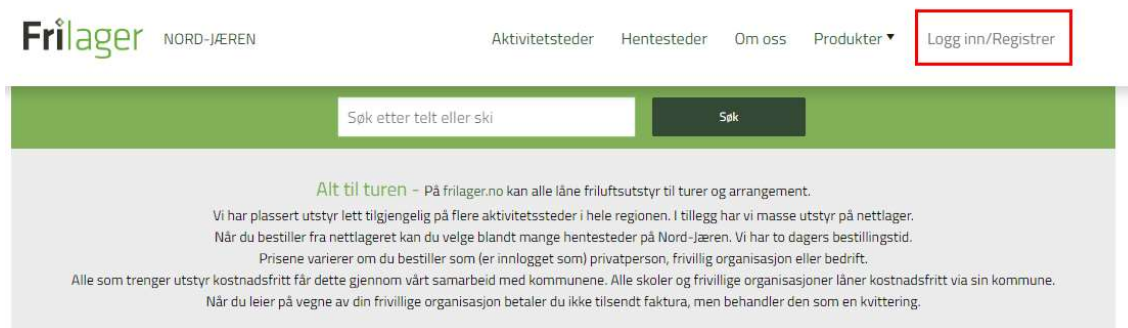 Frilager NORD-JÆREN Aktivitetsteder Hentesteder Om oss Produkter Logg inn/Registrer
Søk etter telt eller ski Søk
Alt til turen - På frilager.no kan alle låne friluftsutstyr til turer og arrangement.
Vi har plassert utstyr lett tilgjengelig på flere aktivitetssteder i hele regionen. I tillegg har vi masse utstyr på nettlager.
Når du bestiller fra nettlageret kan du velge blandt mange hentesteder på Nord-Jæren. Vi har to dagers bestillingstid.
Prisene varierer om du bestiller som (er innlogget som) privatperson, frivillig organisasjon eller bedrift.
Alle som trenger utstyr kostnadsfritt får dette gjennom vårt samarbeid med kommunene. Alle skoler og frivillige organisasjoner låner kostnadsfritt via sin kommune.
Når du leier på vegne av din frivillige organisasjon betaler du ikke tilsendt faktura, men behandler den som en kvittering.